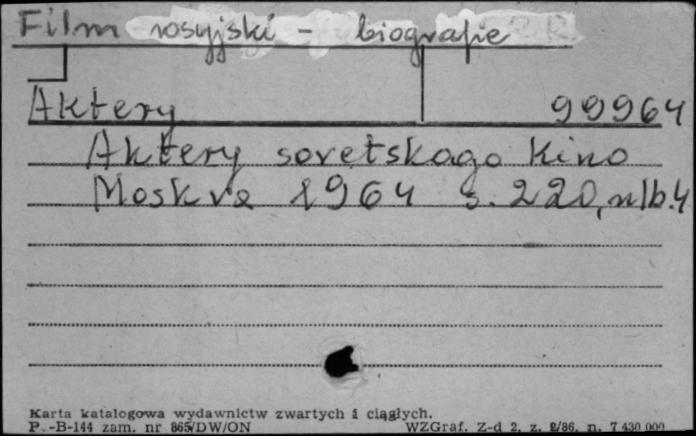 Film rosyjski - biografie
Aktery 99964
Aktery sovetskogo Kino
Moskva 1964 s. 220, nlb. 4
Karta katalogowa wydawnictw zwartych i ciągłych.
P.-B-144 zam. nr 865/DW/ON WZGraf. Z-d 2. z. 2/86. n. 7 430 000